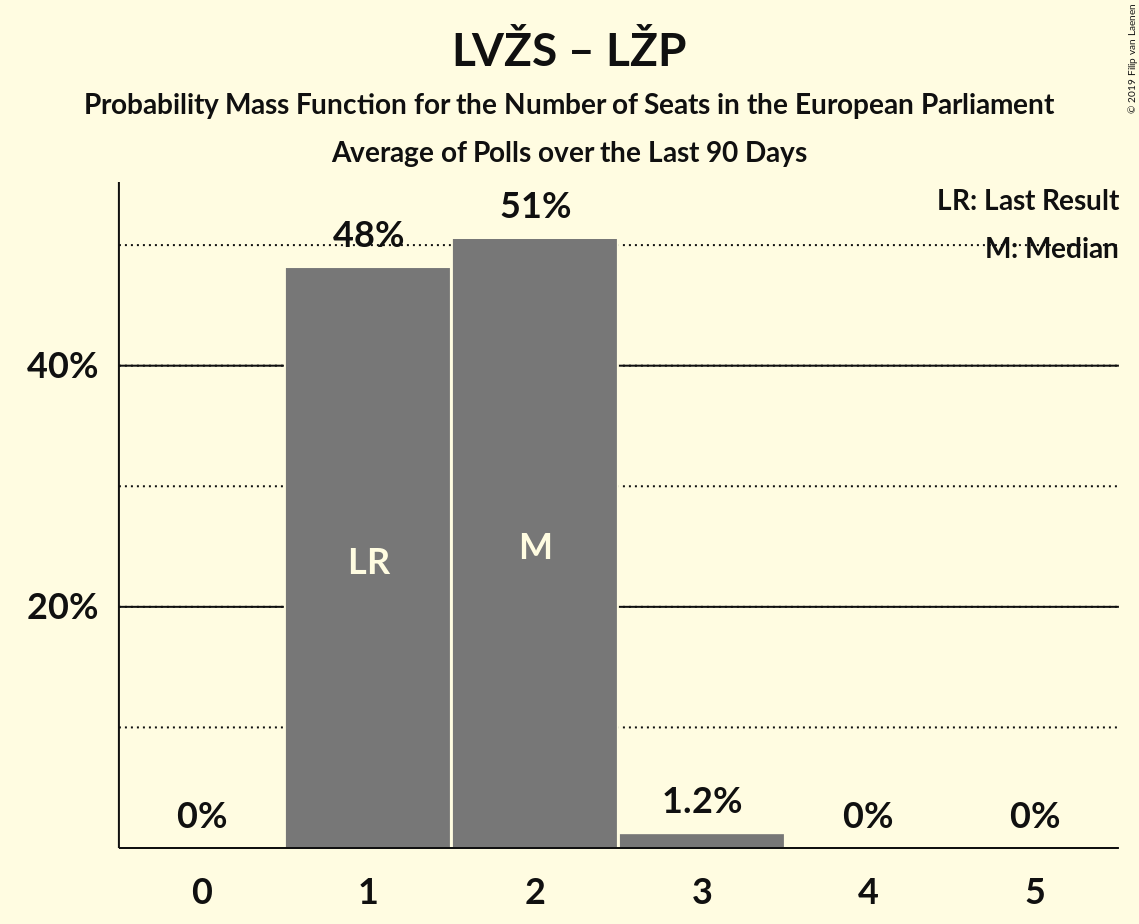 LVŽS – LŽP
Probability Mass Function for the Number of Seats in the European Parliament
Average of Polls over the Last 90 Days
© 2019 Filip van Laenen
LR: Last Result
M: Median
51%
48%
40%
LR
M
20%
0%
1.2%
0%
0%
0 1 2 3 4 5